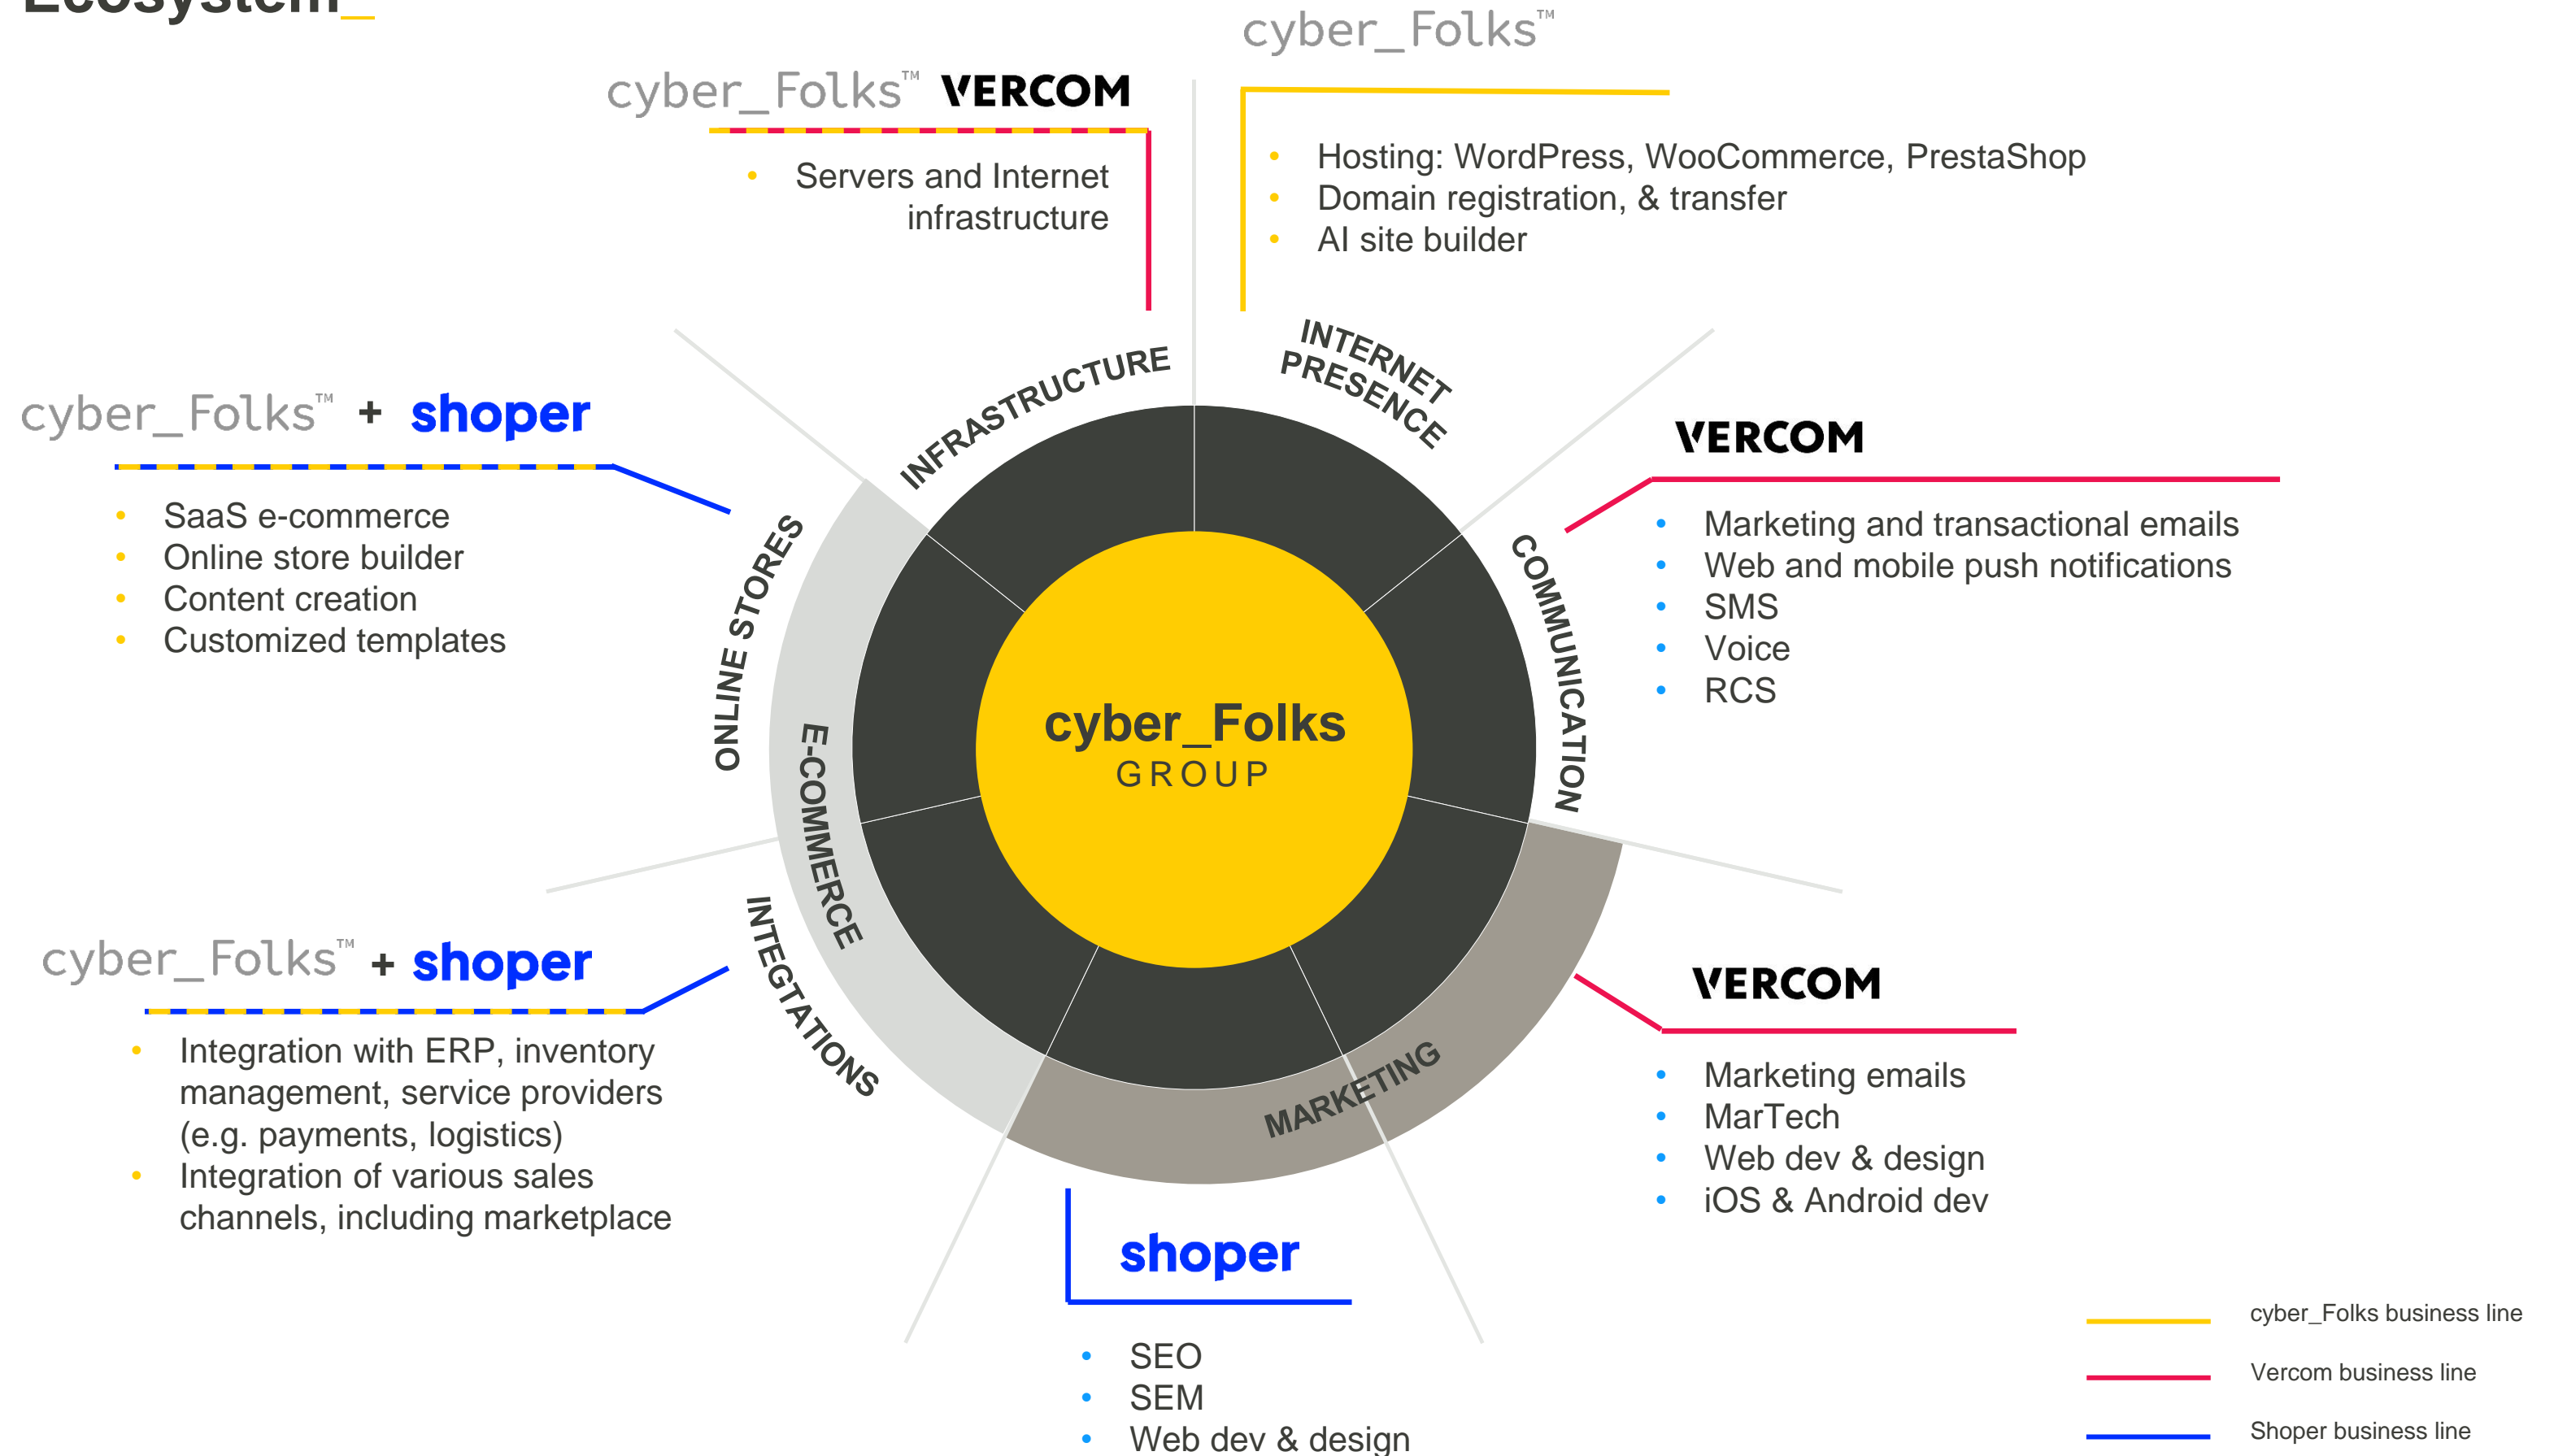 Ecosystem_
cyber_Folks™
cyber_Folks™ VERCOM
Servers and Internet
infrastructure
Hosting: WordPress, WooCommerce, PrestaShop
Domain registration, & transfer
AI site builder
INFRASTRUCTURE
INTERNET
PRESENCE
cyber_Folks™ + shoper
SaaS e-commerce
Online store builder
Content creation
Customized templates
ONLINE STORES
VERCOM
Marketing and transactional emails
Web and mobile push notifications
SMS
Voice
RCS
COMMUNICATION
cyber_Folks
GROUP
E-COMMERCE
INTEGTATIONS
cyber_Folks™ + shoper
Integration with ERP, inventory
management, service providers
(e.g. payments, logistics)
Integration of various sales
channels, including marketplace
MARKETING
VERCOM
Marketing emails
MarTech
Web dev & design
iOS & Android dev
shoper
SEO
SEM
Web dev & design
cyber_Folks business line
Vercom business line
Shoper business line